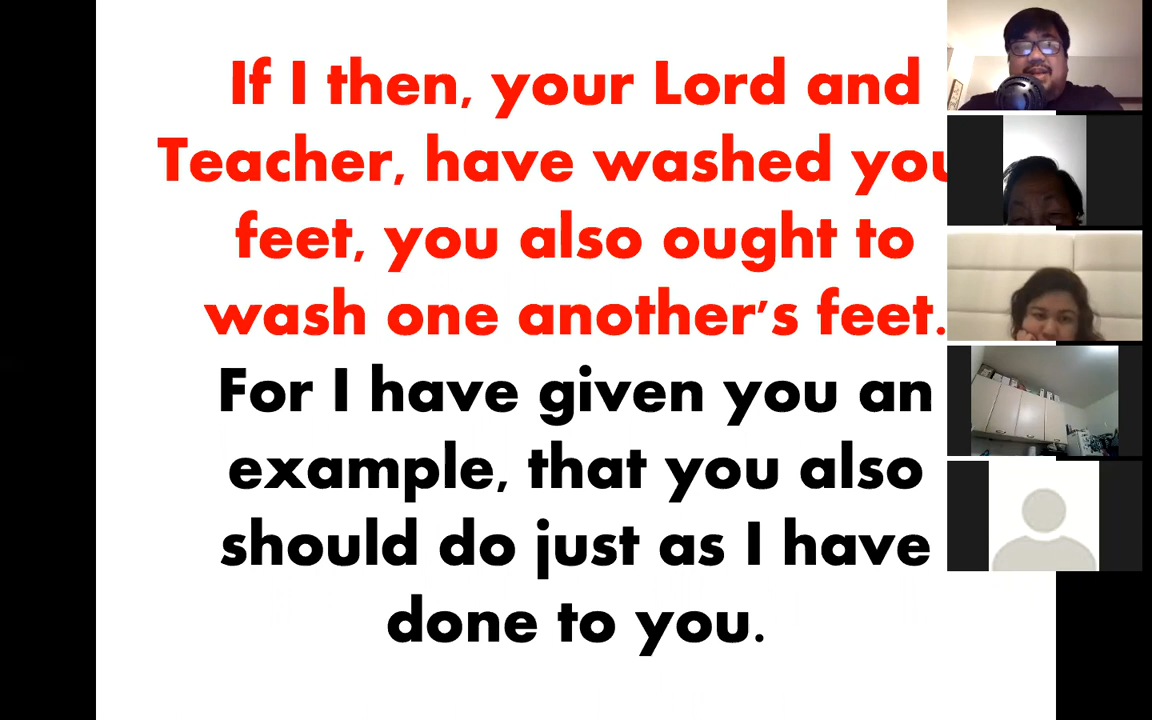 If I then, your Lord and
Teacher, have washed you
feet, you also ought to
wash one another's feet.
For I have given you an
example, that you also
should do just as I have
done to you.